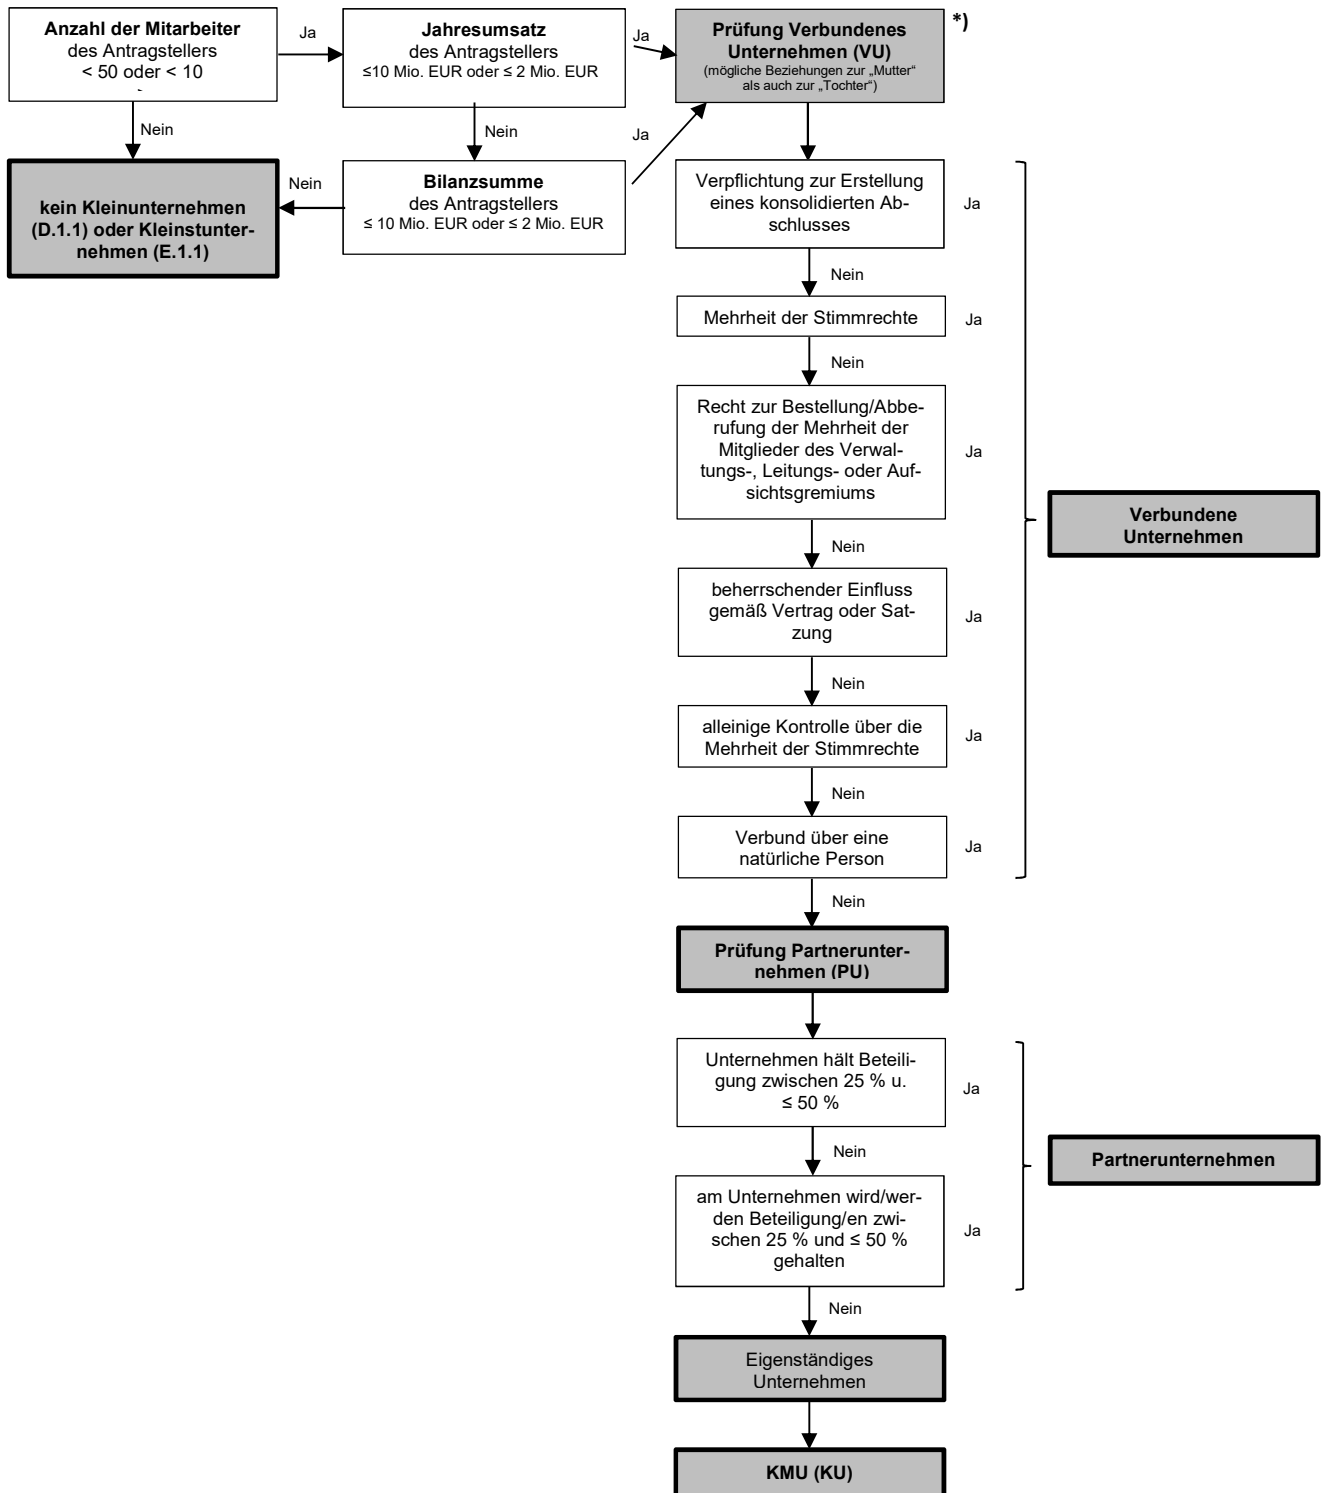 Anzahl der Mitarbeiter
des Antragstellers
< 50 oder < 10
Ja
Jahresumsatz
des Antragstellers
≤10 Mio. EUR oder ≤ 2 Mio. EUR
Ja
Prüfung Verbundenes
Unternehmen (VU)
(mögliche Beziehungen zur „Mutter“
als auch zur „Tochter“)
*)
Nein
Nein
Ja
kein Kleinunternehmen
(D.1.1) oder Kleinstunter-
nehmen (E.1.1)
Nein
Bilanzsumme
des Antragstellers
≤ 10 Mio. EUR oder ≤ 2 Mio. EUR
Verpflichtung zur Erstellung
eines konsolidierten Ab-
schlusses
Ja
Nein
Mehrheit der Stimmrechte
Ja
Nein
Recht zur Bestellung/Abbe-
rufung der Mehrheit der
Mitglieder des Verwal-
tungs-, Leitungs- oder Auf-
sichtsgremiums
Ja
Verbundene
Unternehmen
Nein
beherrschender Einfluss
gemäß Vertrag oder Sat-
zung
Ja
Nein
alleinige Kontrolle über die
Mehrheit der Stimmrechte
Ja
Nein
Verbund über eine
natürliche Person
Ja
Nein
Prüfung Partnerunter-
nehmen (PU)
Unternehmen hält Beteili-
gung zwischen 25 % u.
≤ 50 %
Ja
Nein
Partnerunternehmen
am Unternehmen wird/wer-
den Beteiligung/en zwi-
schen 25 % und ≤ 50 %
gehalten
Ja
Nein
Eigenständiges
Unternehmen
KMU (KU)